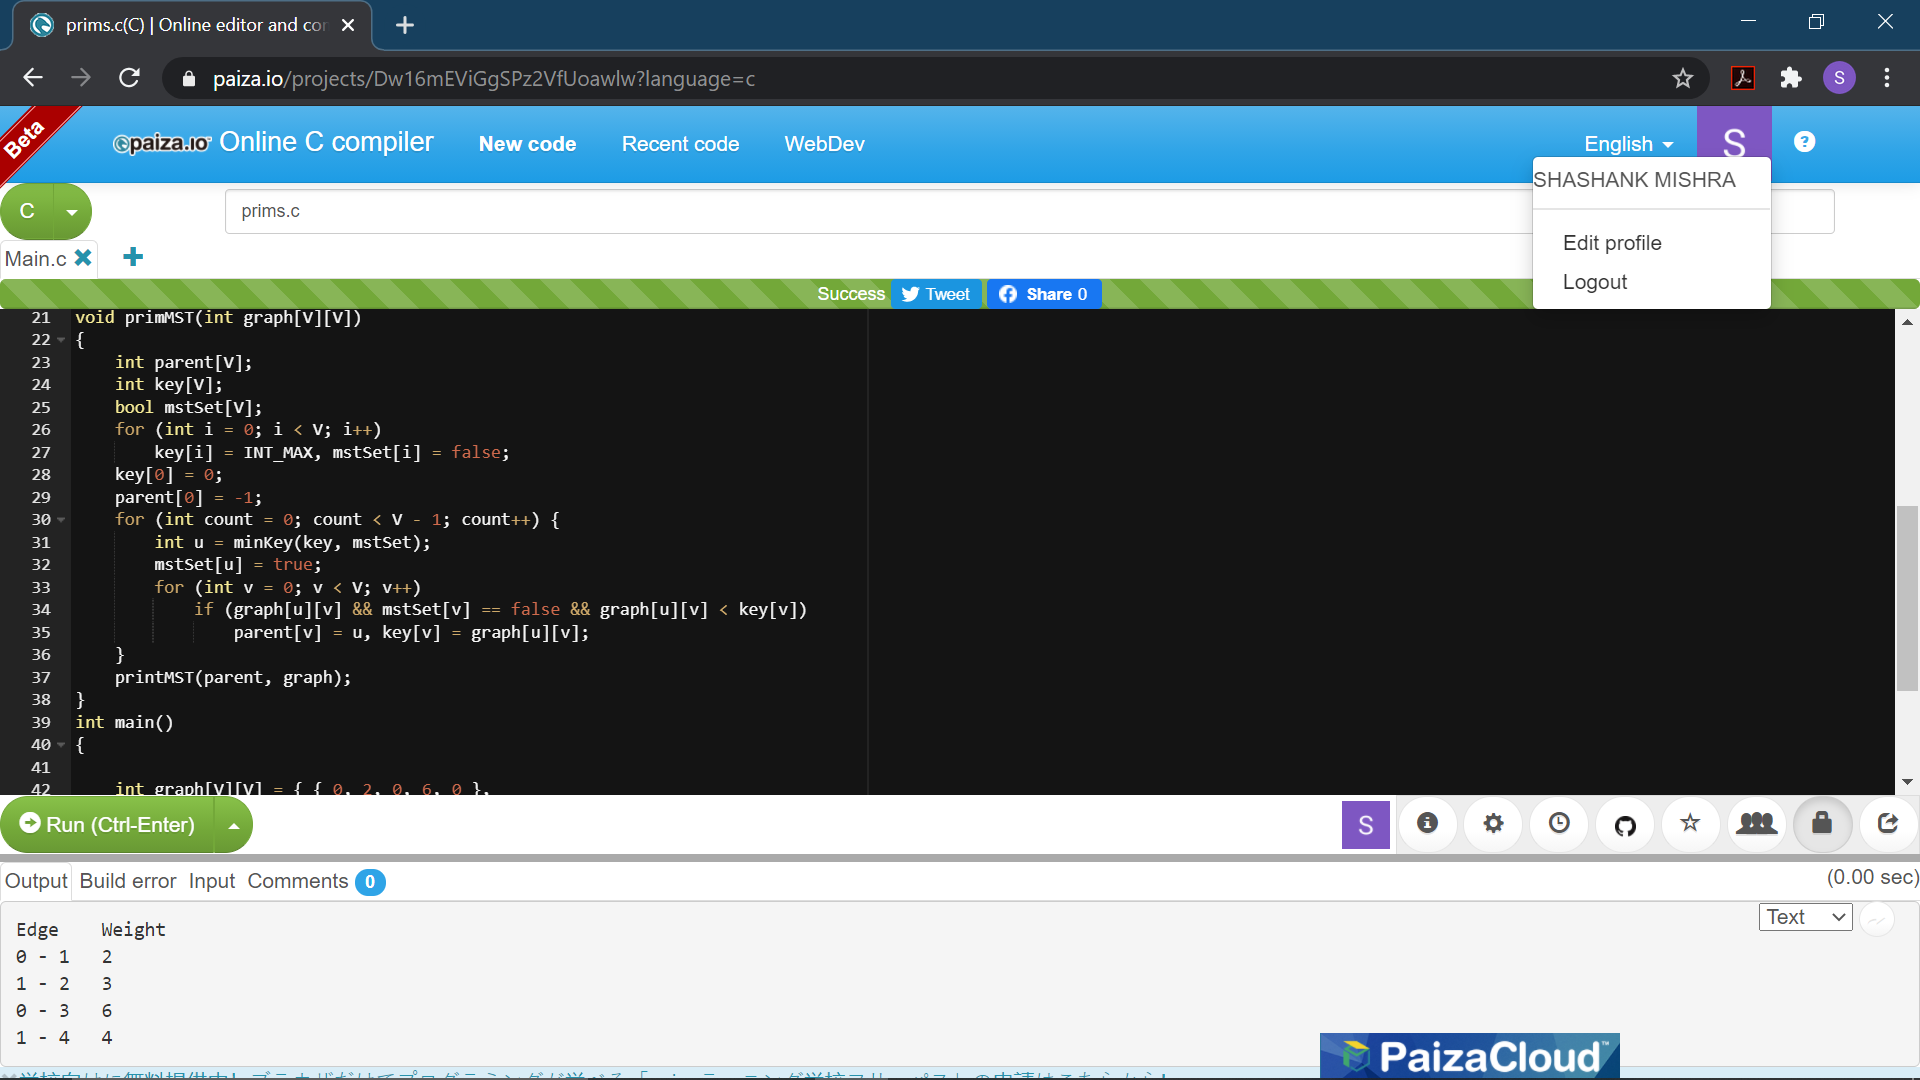 prims.c(C) | Online editor and co
paiza.io/projects/Dw16mEViGgSPz2VfUoawlw?language=c
S
Beta
paiza.io Online C compiler New code Recent code WebDev English S ?
SHASHANK MISHRA
Edit profile
Logout
C prims.c
Main.c
Success Tweet Share 0
21 void primMST(int graph[V][V])
22 {
23 int parent[V];
24 int key[V];
25 bool mstSet[V];
26 for (int i = 0; i < V; i++)
27 key[i] = INT_MAX, mstSet[i] = false;
28 key[0] = 0;
29 parent[0] = -1;
30 for (int count = 0; count < V - 1; count++) {
31 int u = minKey(key, mstSet);
32 mstSet[u] = true;
33 for (int v = 0; v < V; v++)
34 if (graph[u][v] && mstSet[v] == false && graph[u][v] < key[v])
35 parent[v] = u, key[v] = graph[u][v];
36 }
37 printMST(parent, graph);
38 }
39 int main()
40 {
41
42 int graph[V][V] = { { 0, 2, 0, 6, 0 },
Run (Ctrl-Enter) S
Output Build error Input Comments 0 (0.00 sec)
Text
Edge Weight
0 - 1 2
1 - 2 3
0 - 3 6
1 - 4 4
PaizaCloud